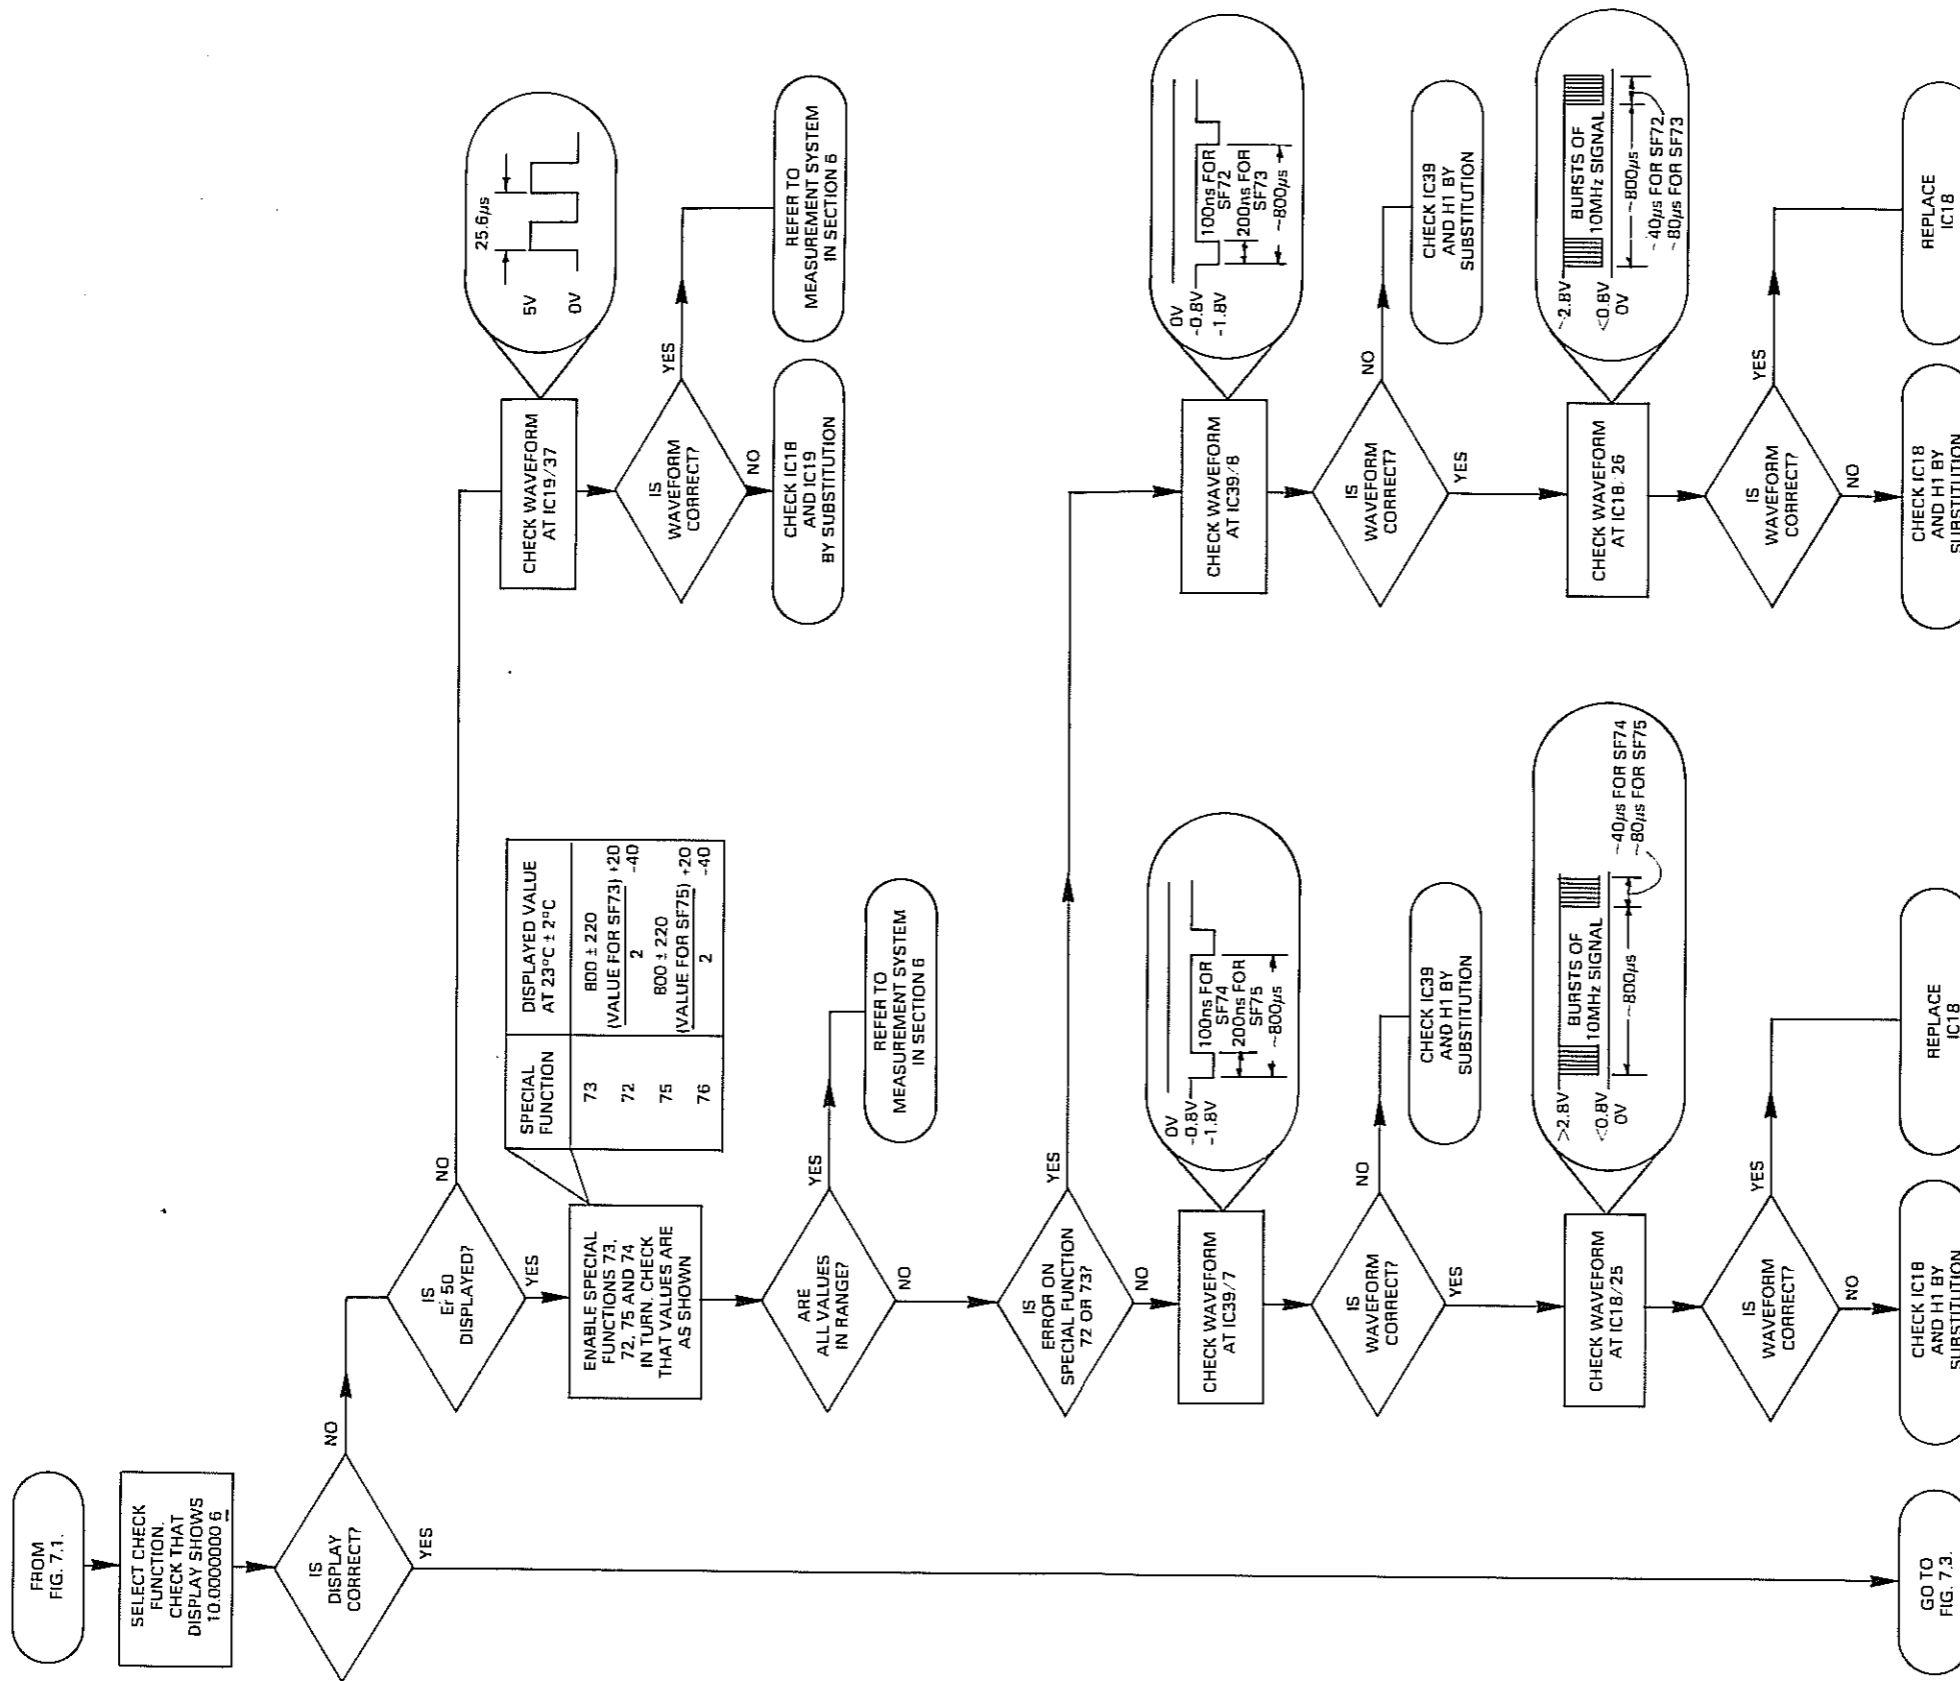 FROM
FIG. 7.1.
SELECT CHECK
FUNCTION.
CHECK THAT
DISPLAY SHOWS
10.0000000 6
IS
DISPLAY
CORRECT?
NO
YES
GO TO
FIG. 7.3.
IS
Er 50
DISPLAYED?
NO
YES
CHECK WAVEFORM
AT IC19/37
25.6µs
5V
0V
IS
WAVEFORM
CORRECT?
YES
NO
REFER TO
MEASUREMENT SYSTEM
IN SECTION 6
CHECK IC18
AND IC19
BY SUBSTITUTION
ENABLE SPECIAL
FUNCTIONS 73,
72, 75 AND 74
IN TURN. CHECK
THAT VALUES ARE
AS SHOWN
SPECIAL
FUNCTION
DISPLAYED VALUE
AT 23°C ± 2°C
73
800 ± 220
72
(VALUE FOR SF73) +20
2 -40
75
800 ± 220
76
(VALUE FOR SF75) +20
2 -40
ARE
ALL VALUES
IN RANGE?
YES
NO
REFER TO
MEASUREMENT SYSTEM
IN SECTION 6
IS
ERROR ON
SPECIAL FUNCTION
72 OR 73?
YES
NO
CHECK WAVEFORM
AT IC39/7
0V
-0.8V
-1.8V
100ns FOR
SF74
200ns FOR
SF75
~800µs
IS
WAVEFORM
CORRECT?
NO
YES
CHECK IC39
AND H1 BY
SUBSTITUTION
CHECK WAVEFORM
AT IC18/25
>2.8V
<0.8V
0V
BURSTS OF
10MHz SIGNAL
~800µs
~40µs FOR SF74
~80µs FOR SF75
IS
WAVEFORM
CORRECT?
YES
NO
REPLACE
IC18
CHECK IC18
AND H1 BY
SUBSTITUTION
CHECK WAVEFORM
AT IC39/8
0V
-0.8V
-1.8V
100ns FOR
SF72
200ns FOR
SF73
~800µs
IS
WAVEFORM
CORRECT?
NO
YES
CHECK IC39
AND H1 BY
SUBSTITUTION
CHECK WAVEFORM
AT IC18/26
~2.8V
<0.8V
0V
BURSTS OF
10MHz SIGNAL
~800µs
~40µs FOR SF72
~80µs FOR SF73
IS
WAVEFORM
CORRECT?
YES
NO
REPLACE
IC18
CHECK IC18
AND H1 BY
SUBSTITUTION